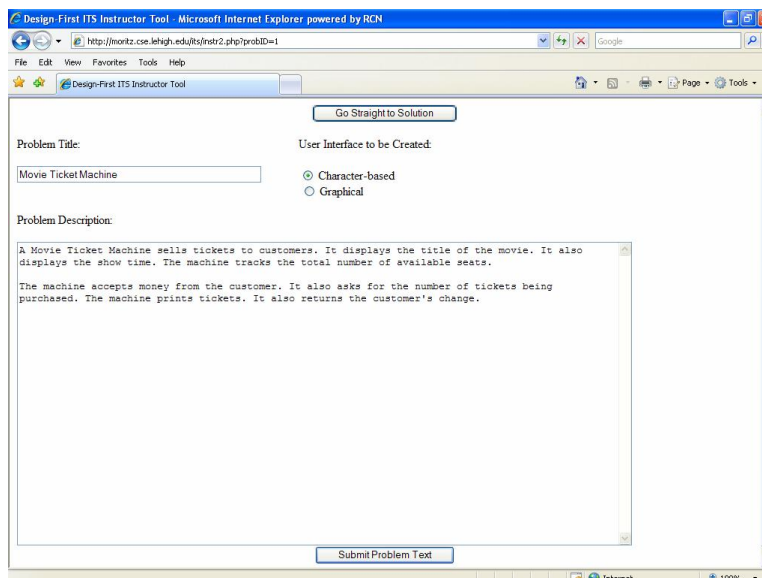 Design-First ITS Instructor Tool - Microsoft Internet Explorer powered by RCN
http://moritz.cse.lehigh.edu/its/instr2.php?probID=1
Google
File Edit View Favorites Tools Help
Design-First ITS Instructor Tool
Page Tools
Go Straight to Solution
Problem Title:
User Interface to be Created:
Movie Ticket Machine
Character-based
Graphical
Problem Description:
A Movie Ticket Machine sells tickets to customers. It displays the title of the movie. It also
displays the show time. The machine tracks the total number of available seats.
The machine accepts money from the customer. It also asks for the number of tickets being
purchased. The machine prints tickets. It also returns the customer's change.
Submit Problem Text
Internet
100%